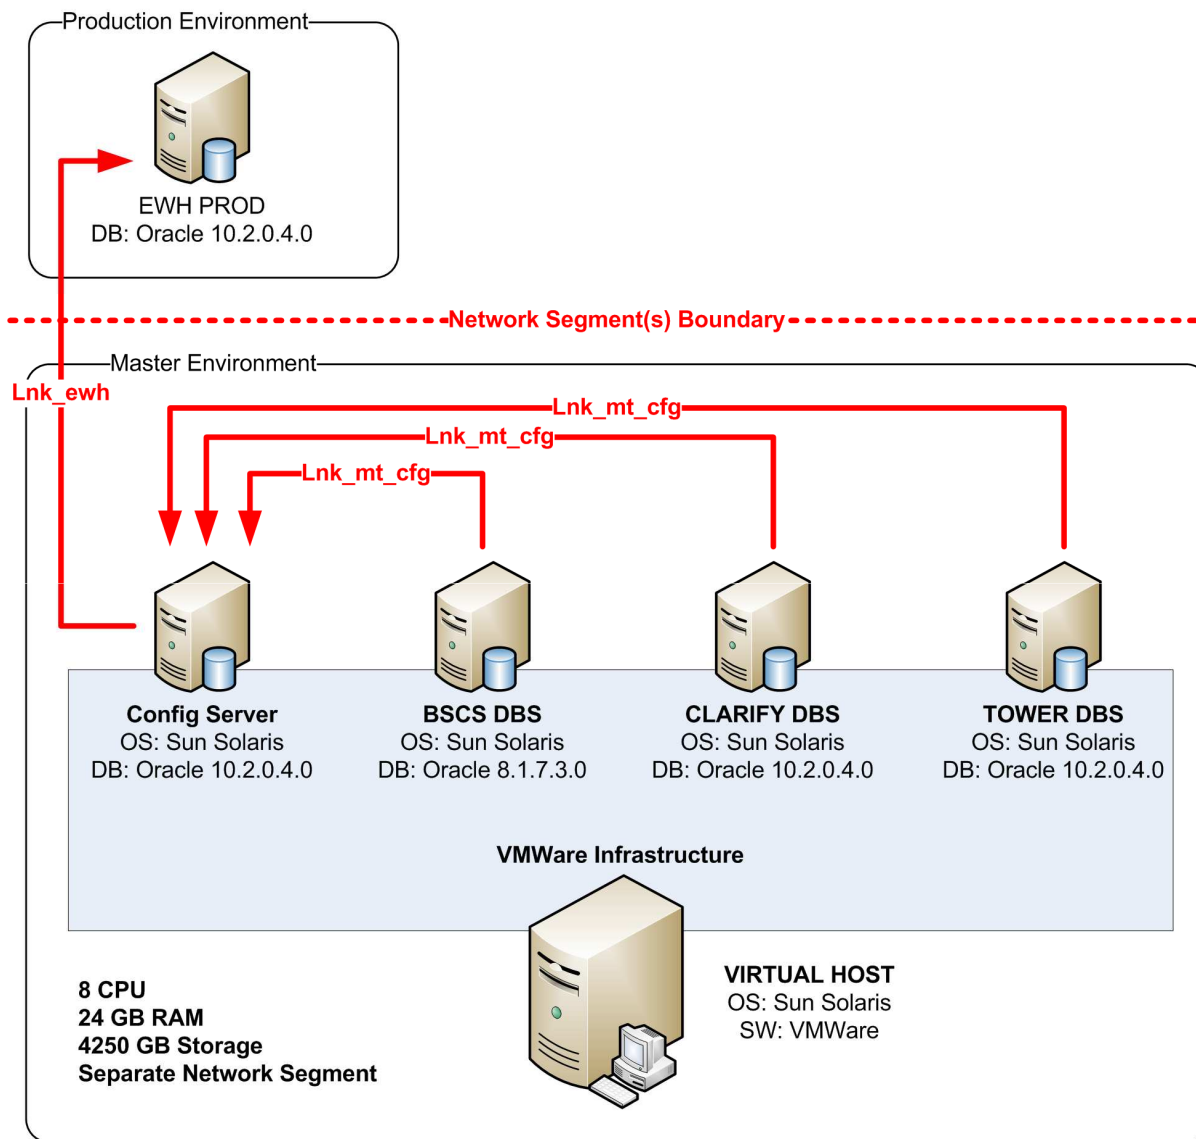 Production Environment
EWH PROD
DB: Oracle 10.2.0.4.0
Network Segment(s) Boundary
Master Environment
Lnk_ewh
Lnk_mt_cfg
Lnk_mt_cfg
Lnk_mt_cfg
Config Server
OS: Sun Solaris
DB: Oracle 10.2.0.4.0
BSCS DBS
OS: Sun Solaris
DB: Oracle 8.1.7.3.0
CLARIFY DBS
OS: Sun Solaris
DB: Oracle 10.2.0.4.0
TOWER DBS
OS: Sun Solaris
DB: Oracle 10.2.0.4.0
VMWare Infrastructure
8 CPU
24 GB RAM
4250 GB Storage
Separate Network Segment
VIRTUAL HOST
OS: Sun Solaris
SW: VMWare